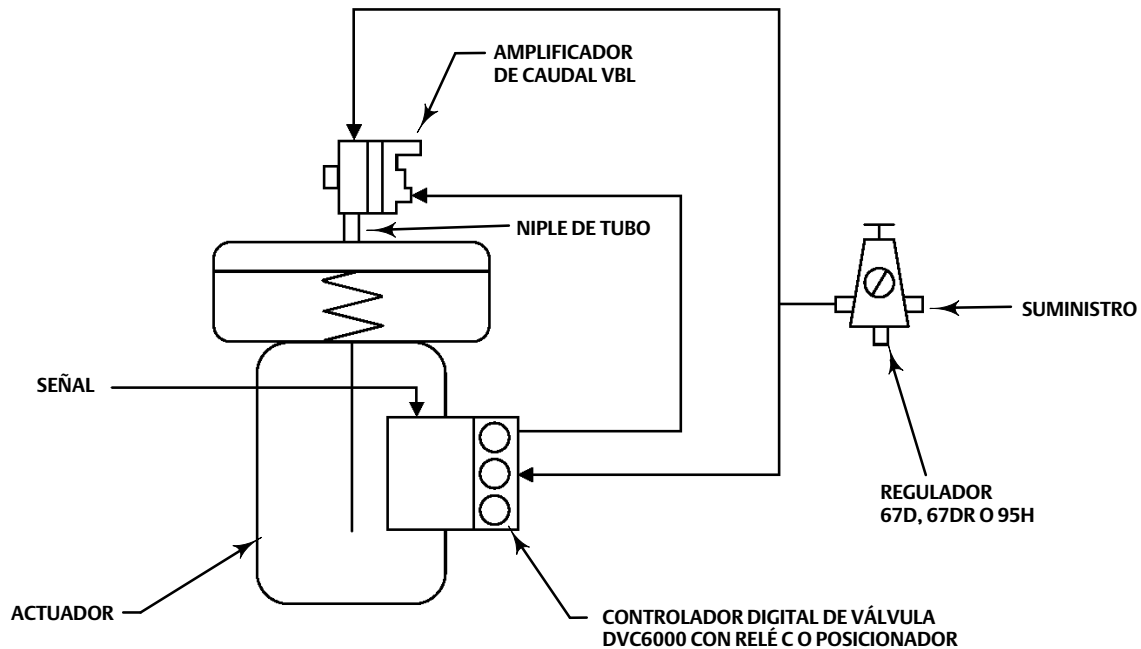 AMPLIFICADOR
DE CAUDAL VBL
NIPLE DE TUBO
SUMINISTRO
SEÑAL
REGULADOR
67D, 67DR O 95H
ACTUADOR
CONTROLADOR DIGITAL DE VÁLVULA
DVC6000 CON RELÉ C O POSICIONADOR